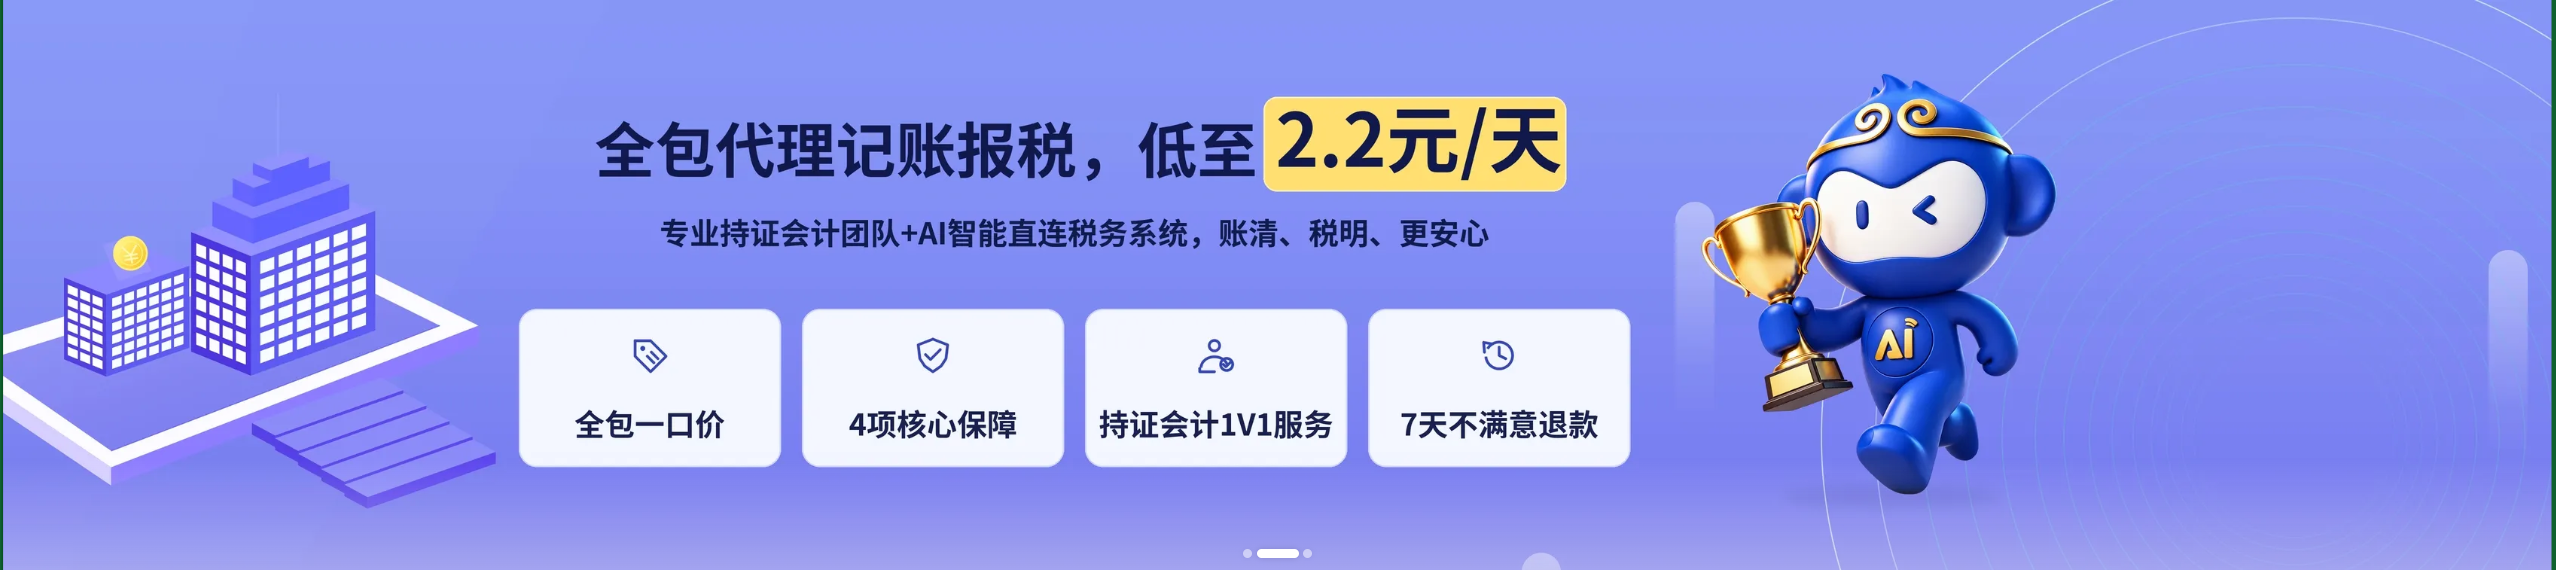 全包代理记账报税，低至 2.2元/天
专业持证会计团队+AI智能直连税务系统，账清、税明、更安心
全包一口价
4项核心保障
持证会计1V1服务
7天不满意退款
¥
AI